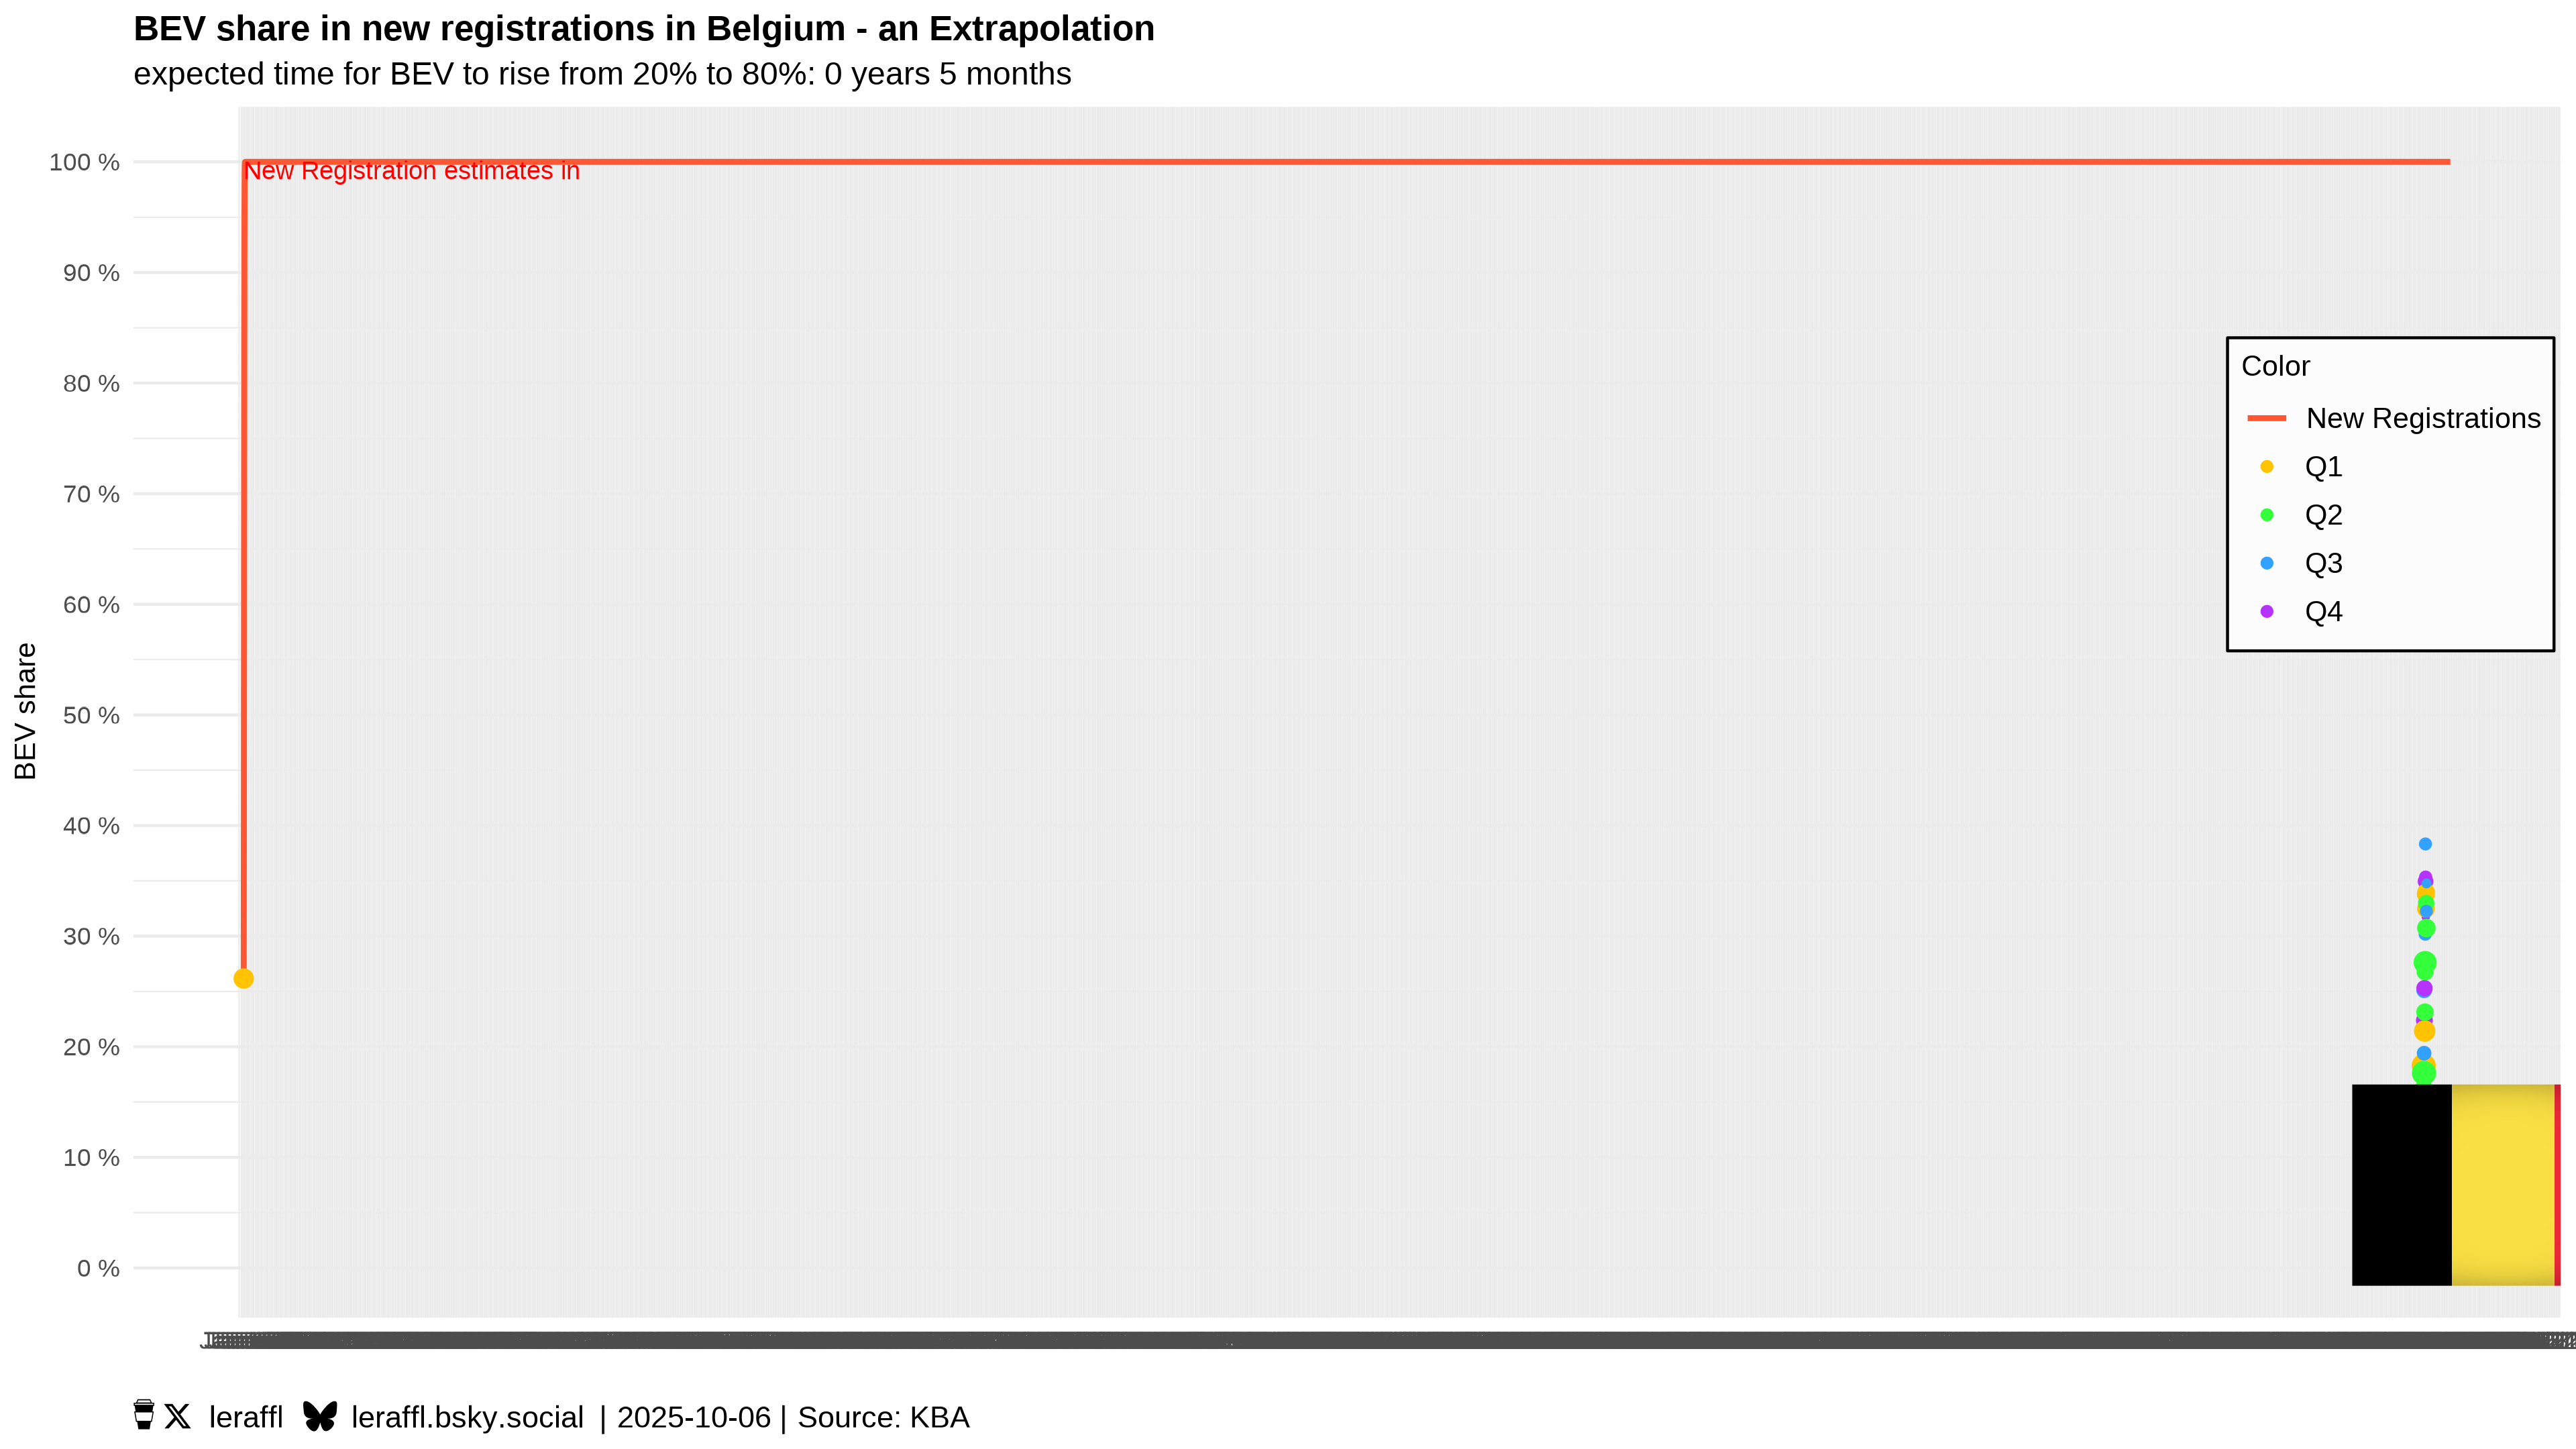 BEV share in new registrations in Belgium - an Extrapolation
expected time for BEV to rise from 20% to 80%: 0 years 5 months
100 %
New Registration estimates in
90 %
80 %
70 %
60 %
50 %
40 %
30 %
20 %
10 %
0 %
BEV share
Color
New Registrations
Q1
Q2
Q3
Q4
leraffl leraffl.bsky.social | 2025-10-06 | Source: KBA